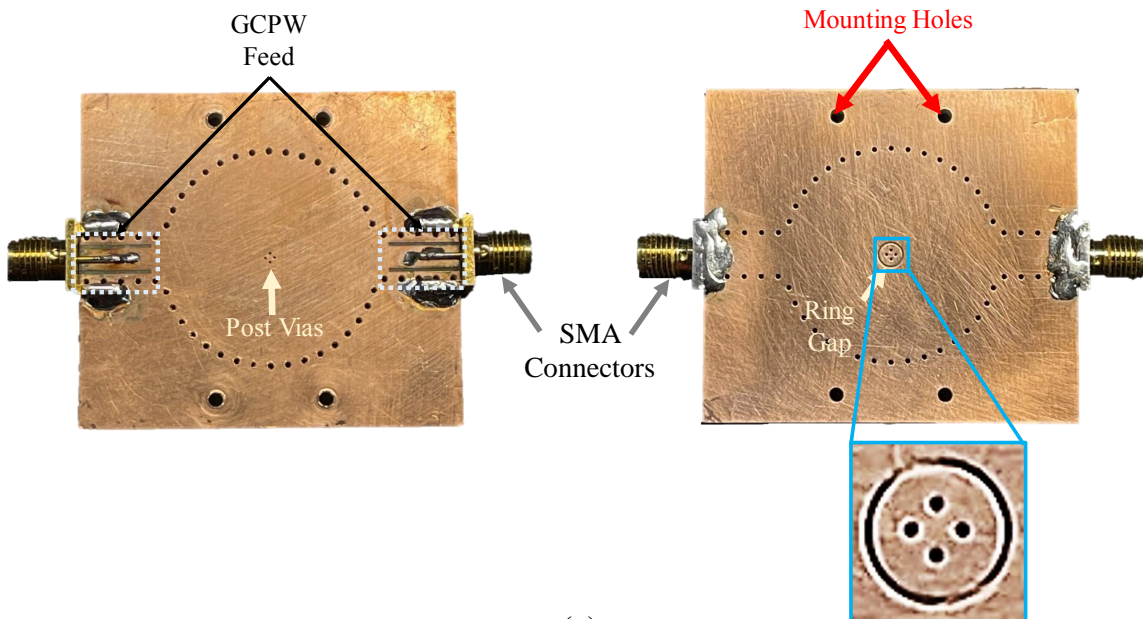 GCPW
Feed
Mounting Holes
Post Vias
SMA
Connectors
Ring
Gap